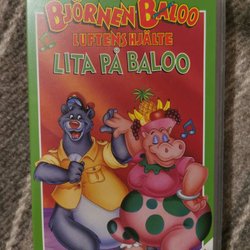 BJÖRNEN BALOO
LUFTENS HJÄLTE
LITA PÅ BALOO